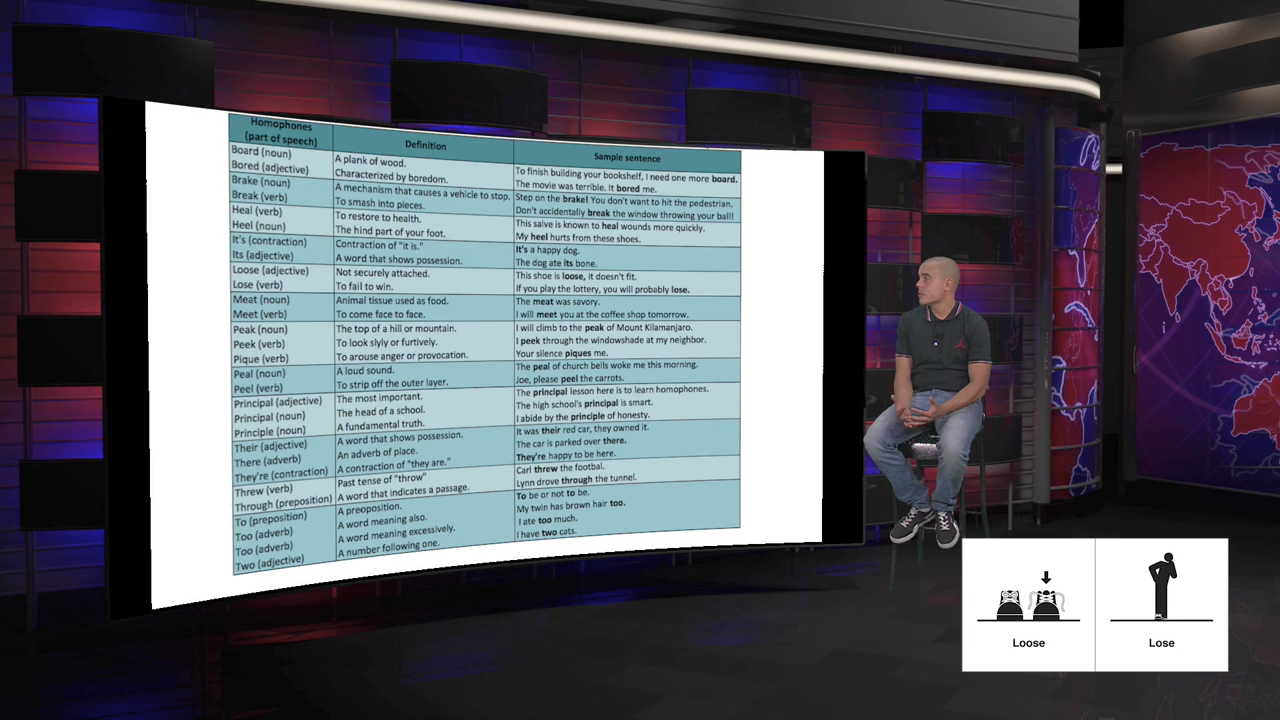 Homophones (part of speech) Definition Sample sentence
Board (noun) A plank of wood. To finish building your bookshelf, I need one more board.
Bored (adjective) Characterized by boredom. The movie was terrible. It bored me.
Brake (noun) A mechanism that causes a vehicle to stop. Step on the brake! You don't want to hit the pedestrian.
Break (verb) To smash into pieces. Don't accidentally break the window throwing your ball!
Heal (verb) To restore to health. This salve is known to heal wounds more quickly.
Heel (noun) The hind part of your foot. My heel hurts from these shoes.
It's (contraction) Contraction of "it is." It's a happy dog.
Its (adjective) A word that shows possession. The dog ate its bone.
Loose (adjective) Not securely attached. This shoe is loose, it doesn't fit.
Lose (verb) To fail to win. If you play the lottery, you will probably lose.
Meat (noun) Animal tissue used as food. The meat was savory.
Meet (verb) To come face to face. I will meet you at the coffee shop tomorrow.
Peak (noun) The top of a hill or mountain. I will climb to the peak of Mount Kilamanjaro.
Peek (verb) To look slyly or furtively. I peek through the windowshade at my neighbor.
Pique (verb) To arouse anger or provocation. Your silence piques me.
Peal (noun) A loud sound. The peal of church bells woke me this morning.
Peel (verb) To strip off the outer layer. Joe, please peel the carrots.
Principal (adjective) The most important. The principal lesson here is to learn homophones.
Principal (noun) The head of a school. The high school's principal is smart.
Principle (noun) A fundamental truth. I abide by the principle of honesty.
Their (adjective) A word that shows possession. It was their red car, they owned it.
There (adverb) An adverb of place. The car is parked over there.
They're (contraction) A contraction of "they are." They're happy to be here.
Threw (verb) Past tense of "throw" Carl threw the footbal.
Through (preposition) A word that indicates a passage. Lynn drove through the tunnel.
To (preposition) A preoposition. To be or not to be.
Too (adverb) A word meaning also. My twin has brown hair too.
Too (adverb) A word meaning excessively. I ate too much.
Two (adjective) A number following one. I have two cats.
Loose
Lose